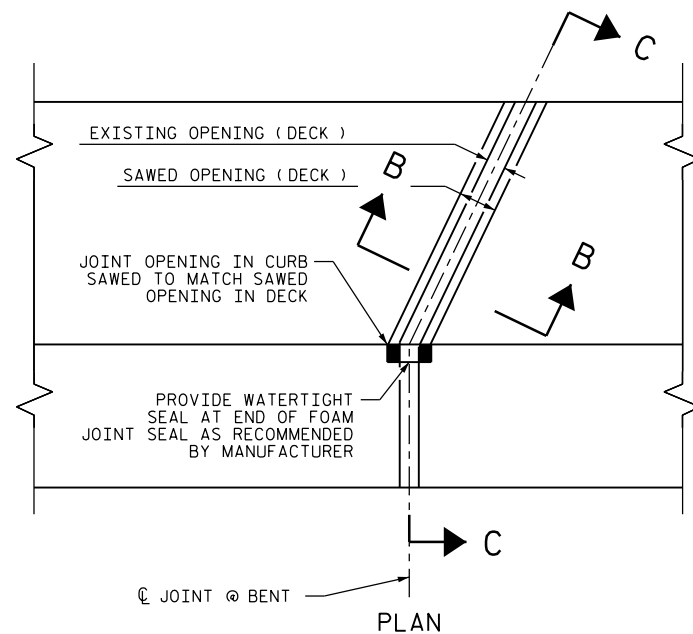 C
EXISTING OPENING ( DECK )
B
SAWED OPENING ( DECK )
B
JOINT OPENING IN CURB
SAWED TO MATCH SAWED
OPENING IN DECK
PROVIDE WATERTIGHT
SEAL AT END OF FOAM
JOINT SEAL AS RECOMMENDED
BY MANUFACTURER
C
℄ JOINT @ BENT
PLAN